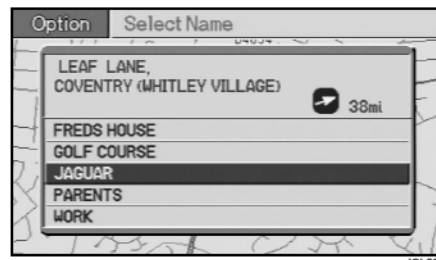 Option Select Name
LEAF LANE,
COVENTRY (WHITLEY VILLAGE)
38mi
FREDS HOUSE
GOLF COURSE
JAGUAR
PARENTS
WORK